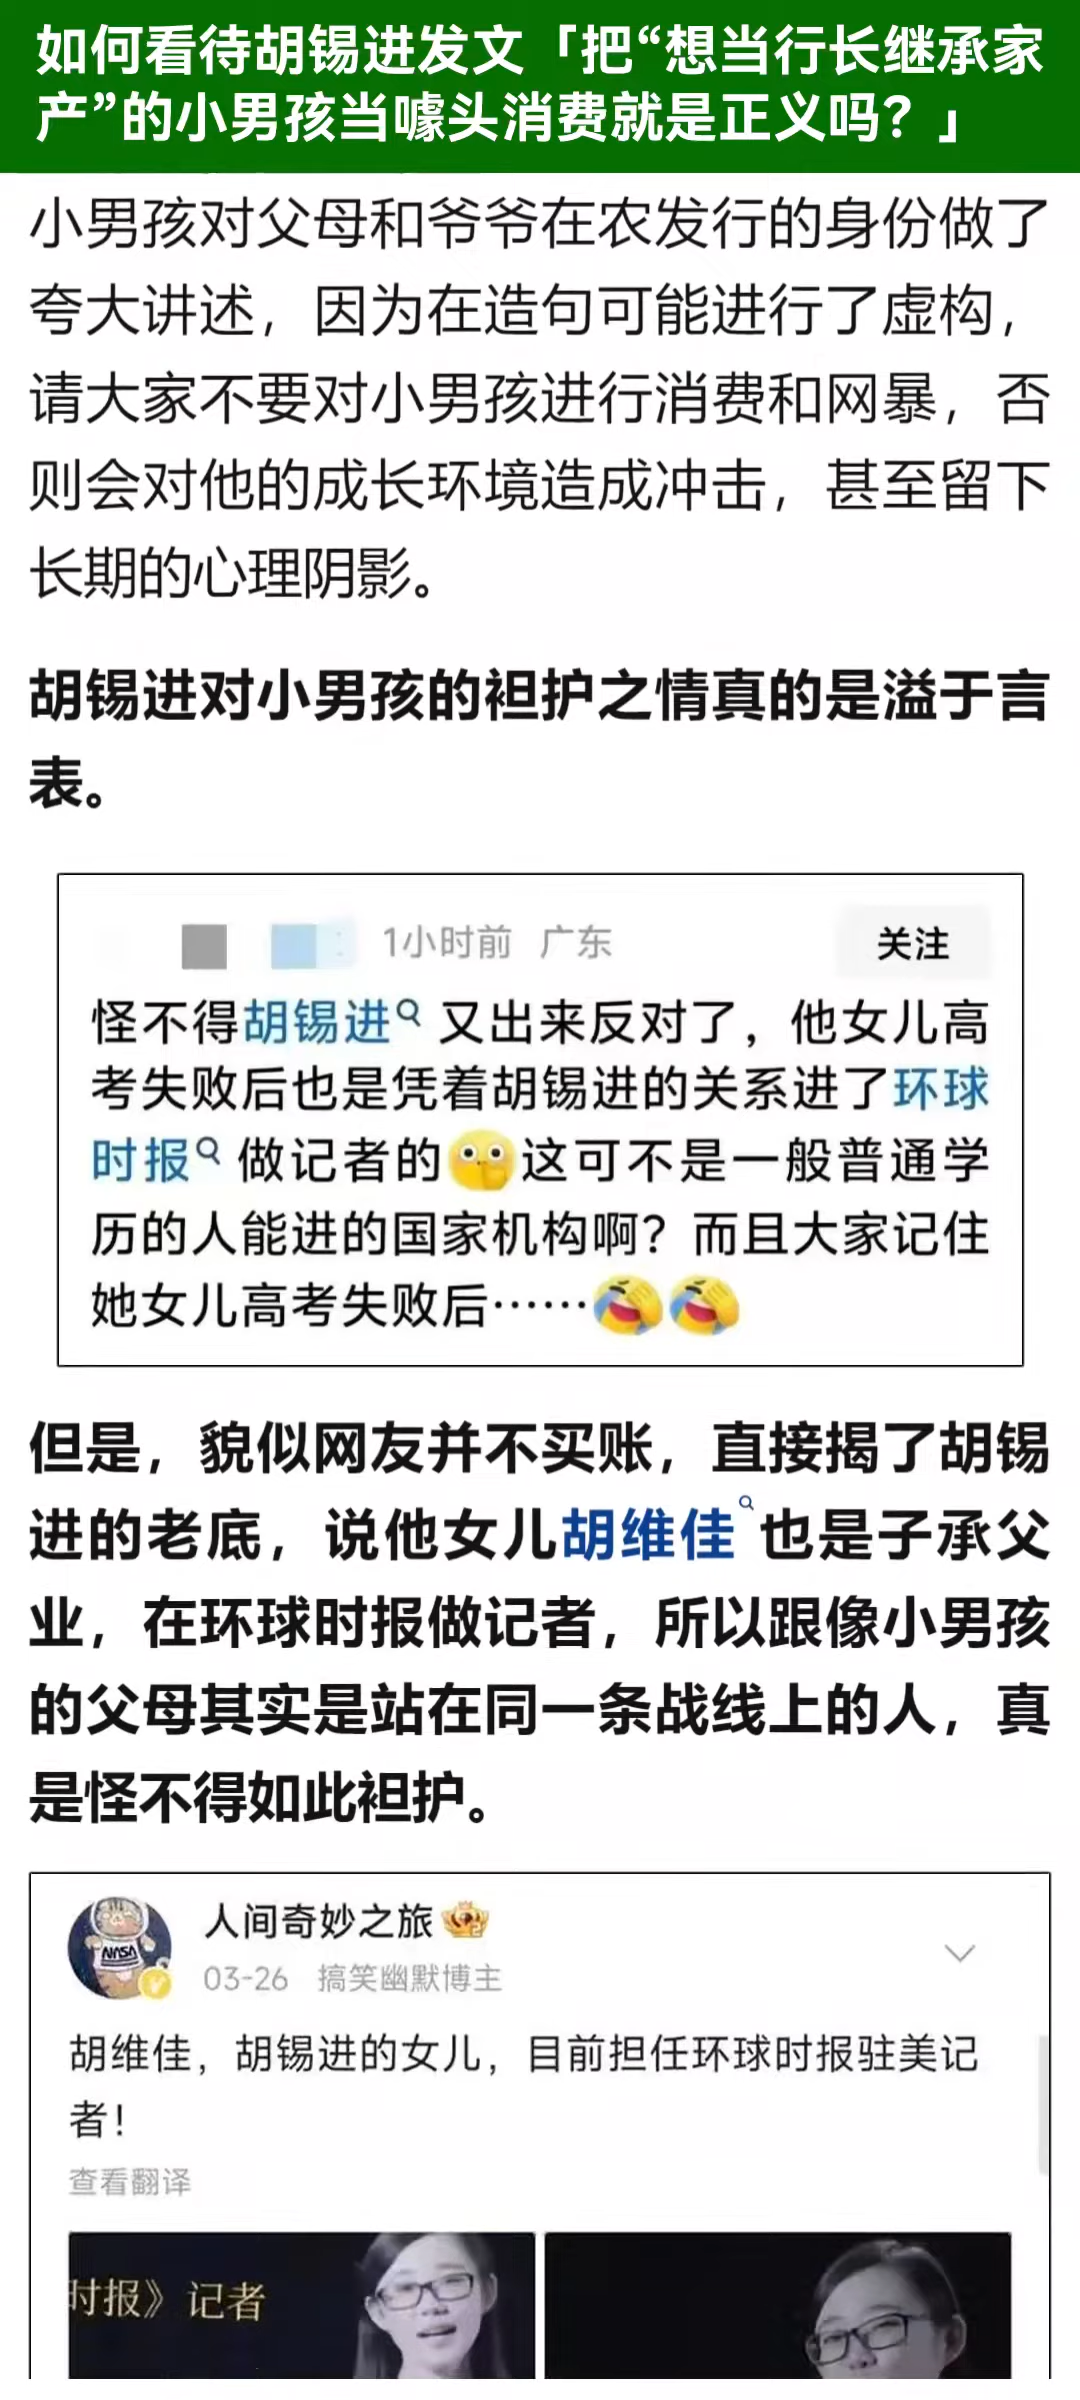 如何看待胡锡进发文「把“想当行长继承家
产”的小男孩当噱头消费就是正义吗？」
小男孩对父母和爷爷在农发行的身份做了
夸大讲述，因为在造句可能进行了虚构，
请大家不要对小男孩进行消费和网暴，否
则会对他的成长环境造成冲击，甚至留下
长期的心理阴影。
胡锡进对小男孩的袒护之情真的是溢于言
表。
1小时前 广东 关注
怪不得胡锡进 又出来反对了，他女儿高
考失败后也是凭着胡锡进的关系进了环球
时报 做记者的 这可不是一般普通学
历的人能进的国家机构啊？而且大家记住
她女儿高考失败后……
但是，貌似网友并不买账，直接揭了胡锡
进的老底，说他女儿胡维佳 也是子承父
业，在环球时报做记者，所以跟像小男孩
的父母其实是站在同一条战线上的人，真
是怪不得如此袒护。
NASA
人间奇妙之旅
03-26 搞笑幽默博主
胡维佳，胡锡进的女儿，目前担任环球时报驻美记
者！
查看翻译
时报》记者